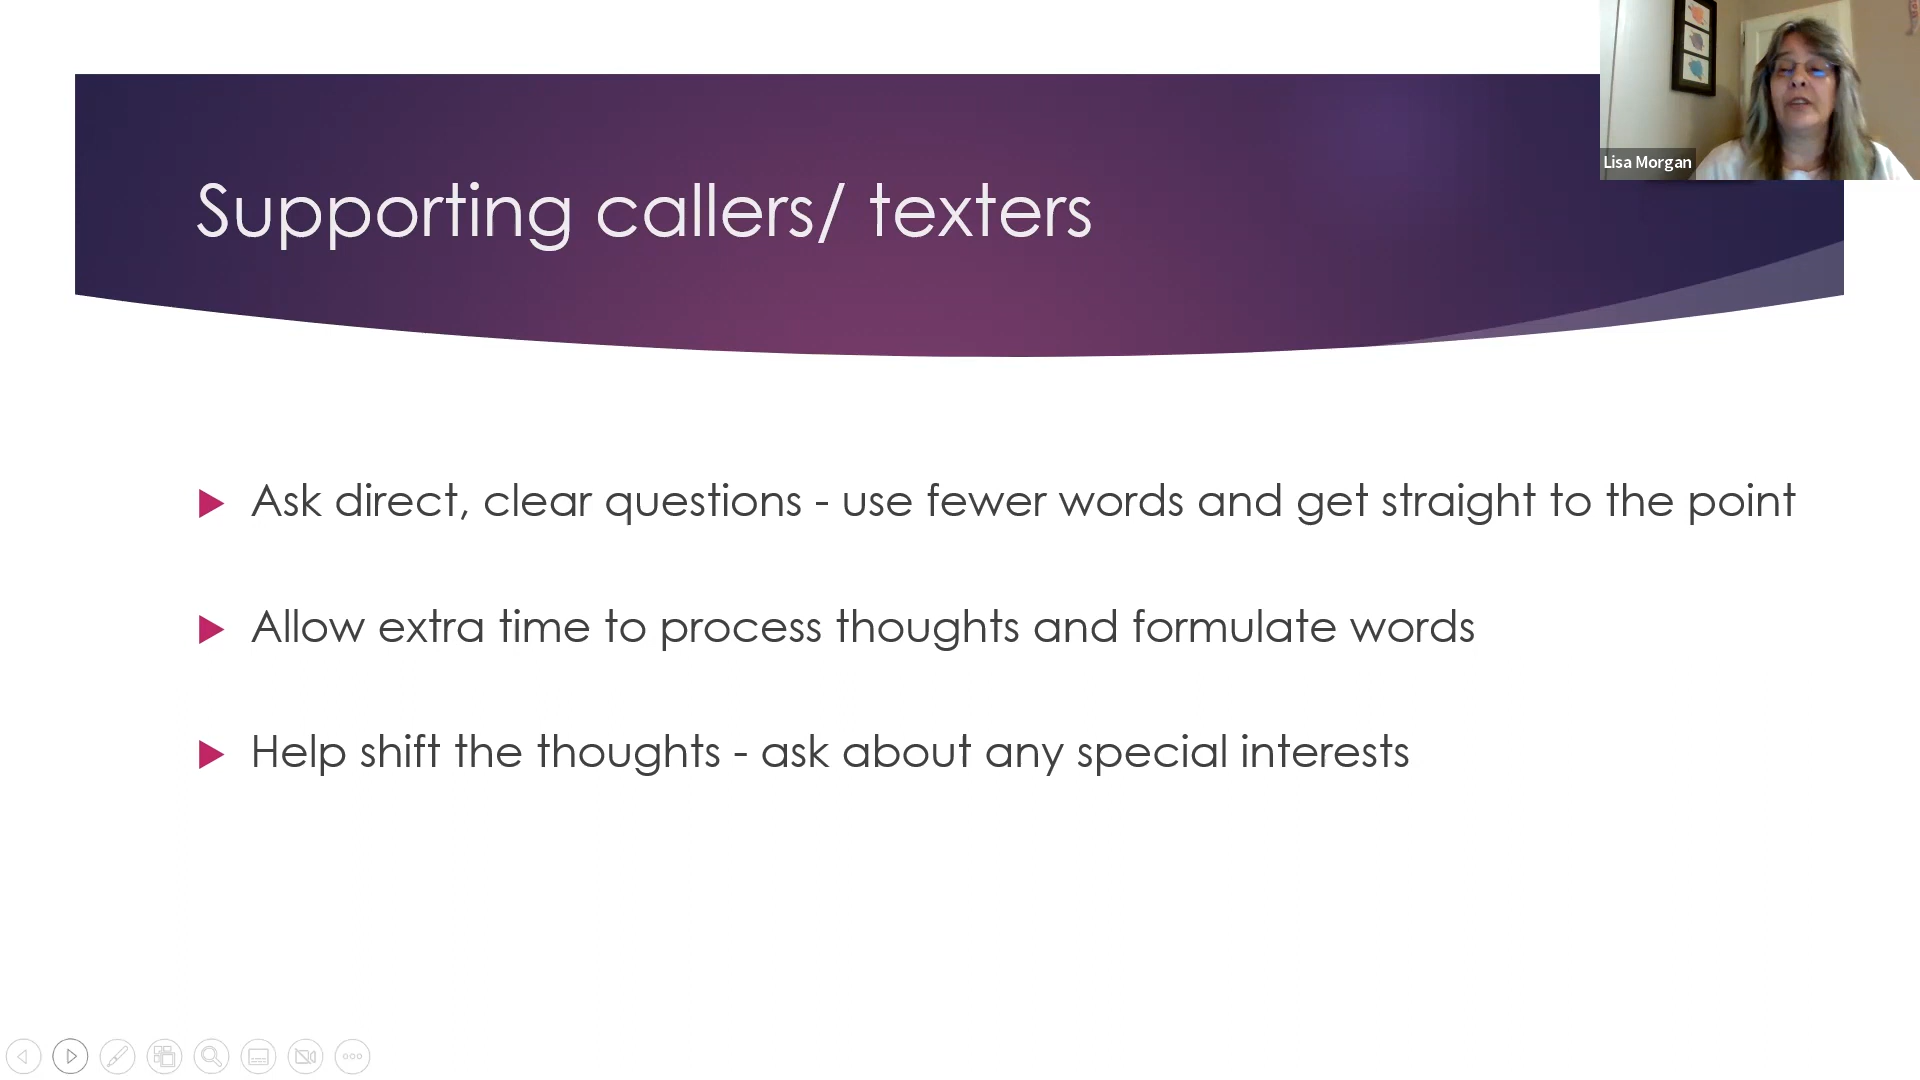 Lisa Morgan
Supporting callers/ texters
Ask direct, clear questions - use fewer words and get straight to the point
Allow extra time to process thoughts and formulate words
Help shift the thoughts - ask about any special interests